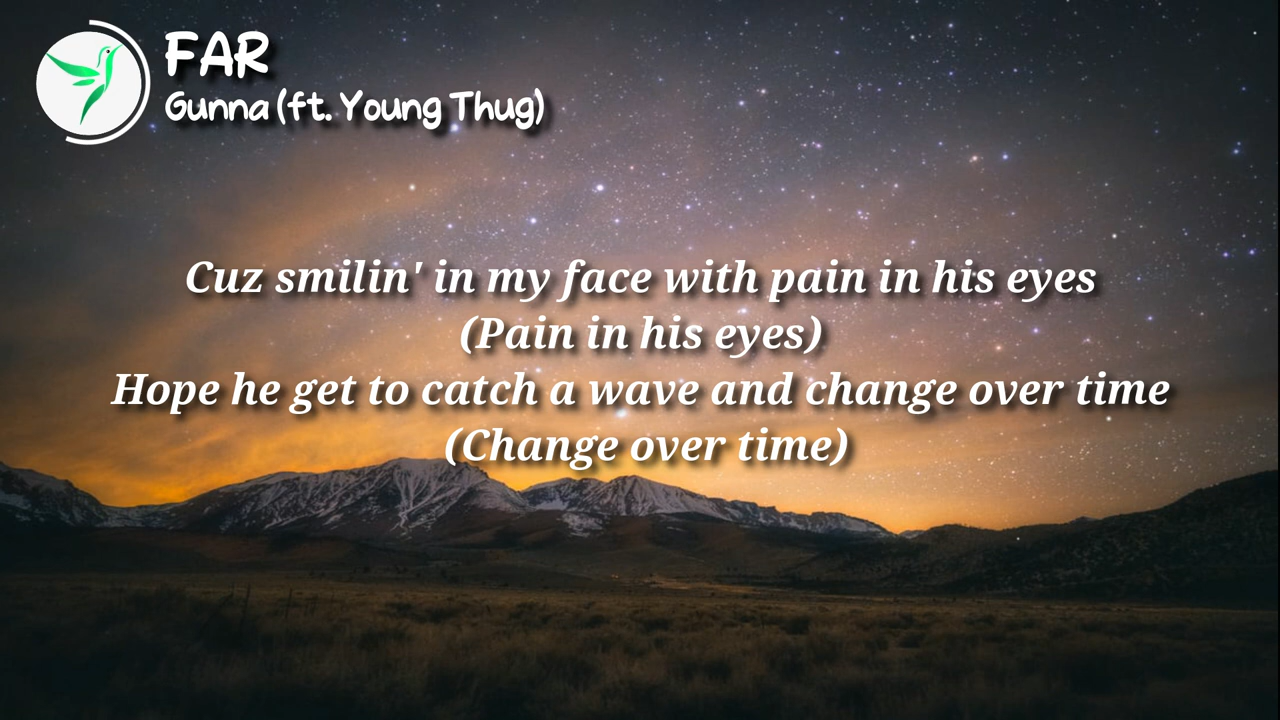 FAR
Gunna (ft. Young Thug)
Cuz smilin' in my face with pain in his eyes
(Pain in his eyes)
Hope he get to catch a wave and change over time
(Change over time)